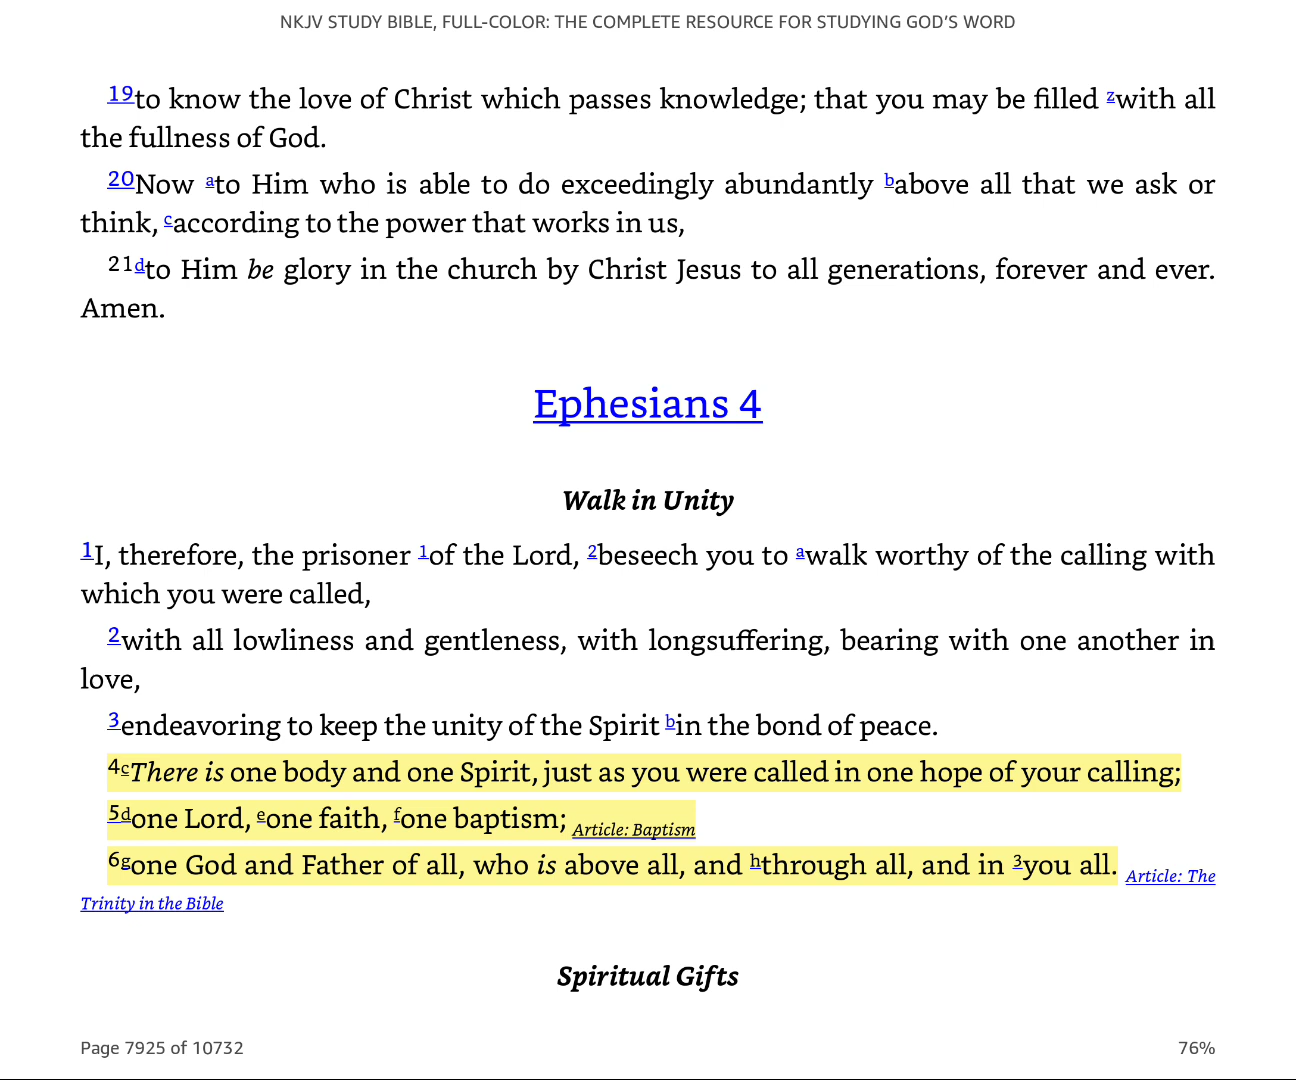 NKJV STUDY BIBLE, FULL-COLOR: THE COMPLETE RESOURCE FOR STUDYING GOD’S WORD
19to know the love of Christ which passes knowledge; that you may be filled zwith all
the fullness of God.
20Now ato Him who is able to do exceedingly abundantly babove all that we ask or
think, caccording to the power that works in us,
21dto Him be glory in the church by Christ Jesus to all generations, forever and ever.
Amen.
Ephesians 4
Walk in Unity
1I, therefore, the prisoner 1of the Lord, 2beseech you to awalk worthy of the calling with
which you were called,
2with all lowliness and gentleness, with longsuffering, bearing with one another in
love,
3endeavoring to keep the unity of the Spirit bin the bond of peace.
4cThere is one body and one Spirit, just as you were called in one hope of your calling;
5done Lord, eone faith, fone baptism; Article: Baptism
6gone God and Father of all, who is above all, and hthrough all, and in 3you all. Article: The
Trinity in the Bible
Spiritual Gifts
Page 7925 of 10732
76%